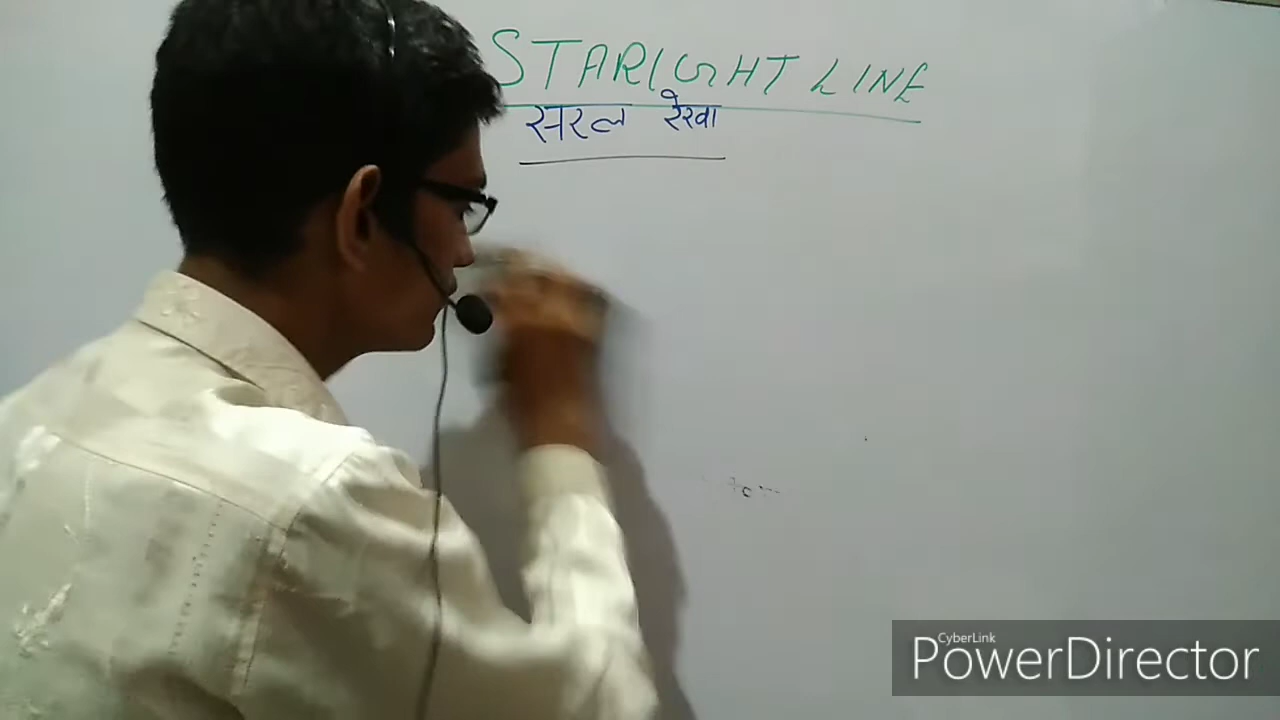 STARIGHT LINE
सरल रेखा
CyberLink
PowerDirector